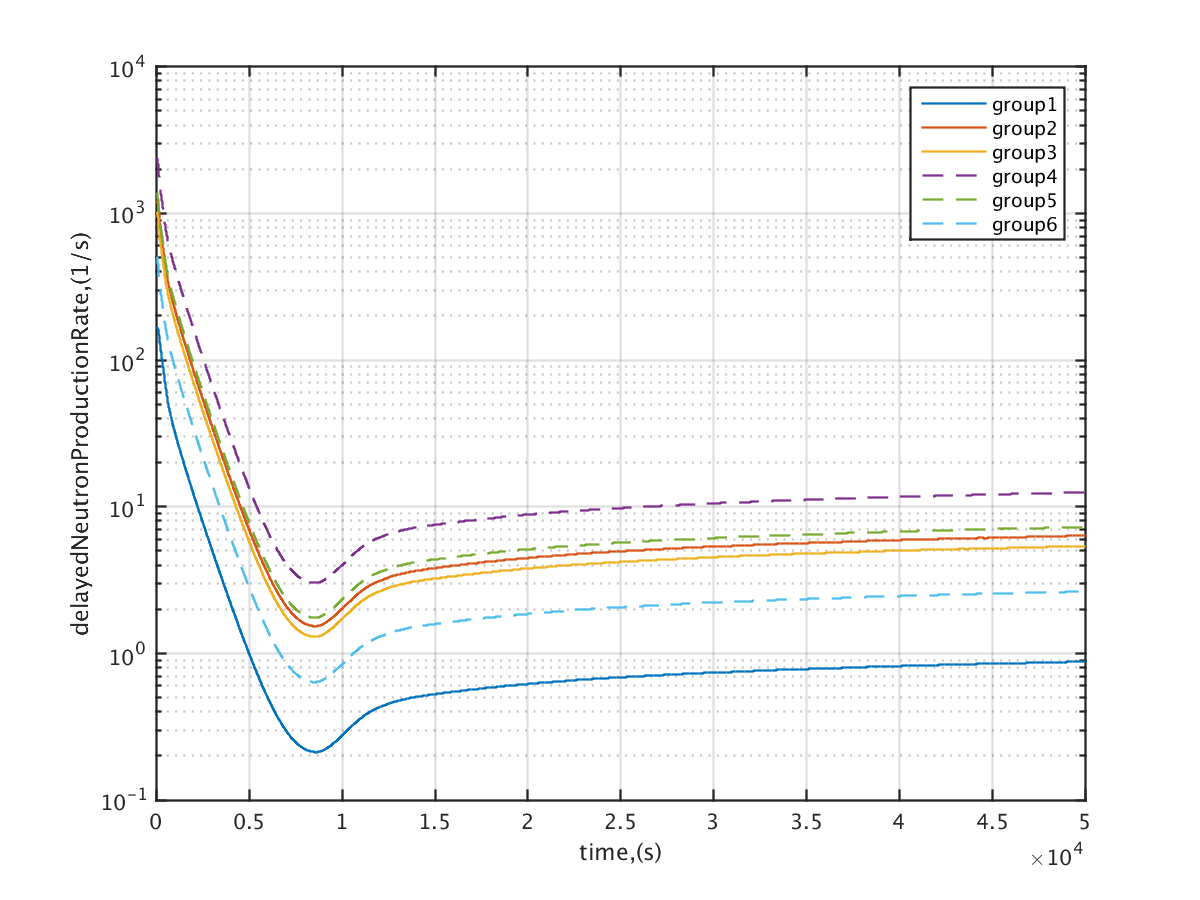 10^4
10^3
10^2
10^1
10^0
10^-1
delayedNeutronProductionRate,(1/s)
group1
group2
group3
group4
group5
group6
0 0.5 1 1.5 2 2.5 3 3.5 4 4.5 5
time,(s)
×10^4